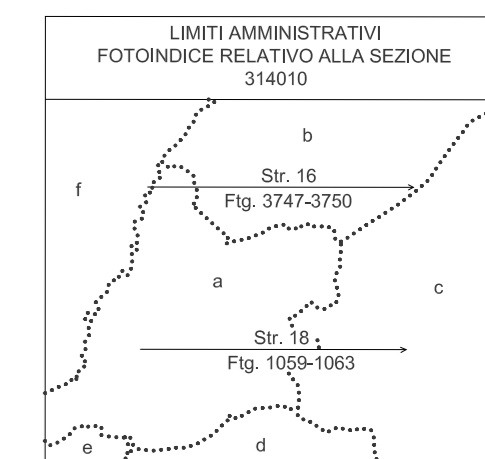 LIMITI AMMINISTRATIVI
FOTOINDICE RELATIVO ALLA SEZIONE
314010
b
Str. 16
f
Ftg. 3747-3750
a
c
Str. 18
Ftg. 1059-1063
e
d